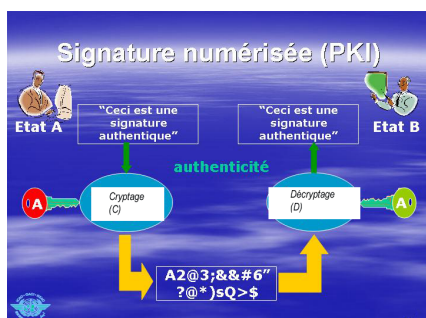 Signature numérisée (PKI)
"Ceci est une
signature
authentique"
"Ceci est une
signature
authentique"
Etat A
Etat B
authenticité
A
Cryptage
(C)
Décryptage
(D)
A
A2@3;&&#6"
?@*)sQ>$